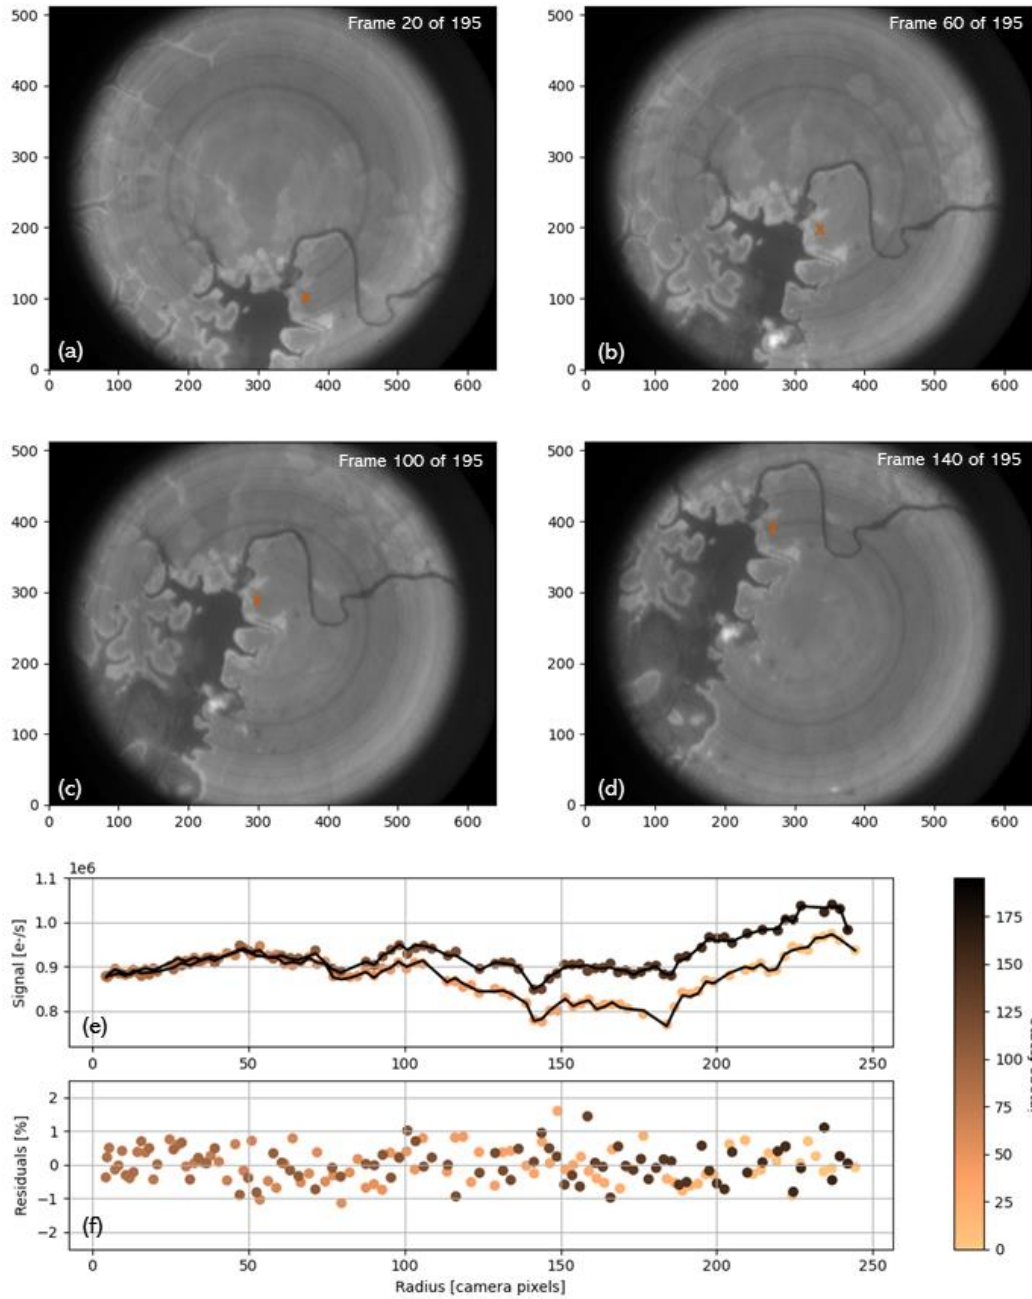 Frame 20 of 195
500
400
300
200
100
0
(a)
0 100 200 300 400 500 600
Frame 60 of 195
500
400
300
200
100
0
(b)
0 100 200 300 400 500 600
Frame 100 of 195
500
400
300
200
100
0
(c)
0 100 200 300 400 500 600
Frame 140 of 195
500
400
300
200
100
0
(d)
0 100 200 300 400 500 600
1e6
1.1
1.0
0.9
0.8
Signal [e-/s]
(e)
0 50 100 150 200 250
2
1
0
−1
−2
Residuals [%]
(f)
0 50 100 150 200 250
Radius [camera pixels]
175
150
125
100
75
50
25
0